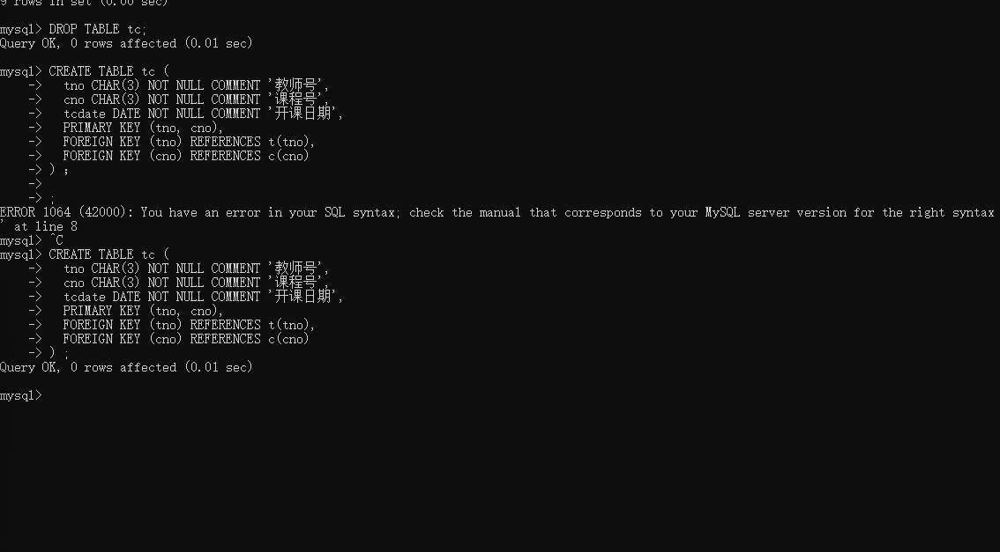 9 rows in set (0.00 sec)
mysql> DROP TABLE tc;
Query OK, 0 rows affected (0.01 sec)
mysql> CREATE TABLE tc (
    ->   tno CHAR(3) NOT NULL COMMENT '教师号',
    ->   cno CHAR(3) NOT NULL COMMENT '课程号',
    ->   tcdate DATE NOT NULL COMMENT '开课日期',
    ->   PRIMARY KEY (tno, cno),
    ->   FOREIGN KEY (tno) REFERENCES t(tno),
    ->   FOREIGN KEY (cno) REFERENCES c(cno)
    -> ) ；
    ->
    -> ;
ERROR 1064 (42000): You have an error in your SQL syntax; check the manual that corresponds to your MySQL server version for the right syntax
' at line 8
mysql> ^C
mysql> CREATE TABLE tc (
    ->   tno CHAR(3) NOT NULL COMMENT '教师号',
    ->   cno CHAR(3) NOT NULL COMMENT '课程号',
    ->   tcdate DATE NOT NULL COMMENT '开课日期',
    ->   PRIMARY KEY (tno, cno),
    ->   FOREIGN KEY (tno) REFERENCES t(tno),
    ->   FOREIGN KEY (cno) REFERENCES c(cno)
    -> ) ;
Query OK, 0 rows affected (0.01 sec)
mysql>